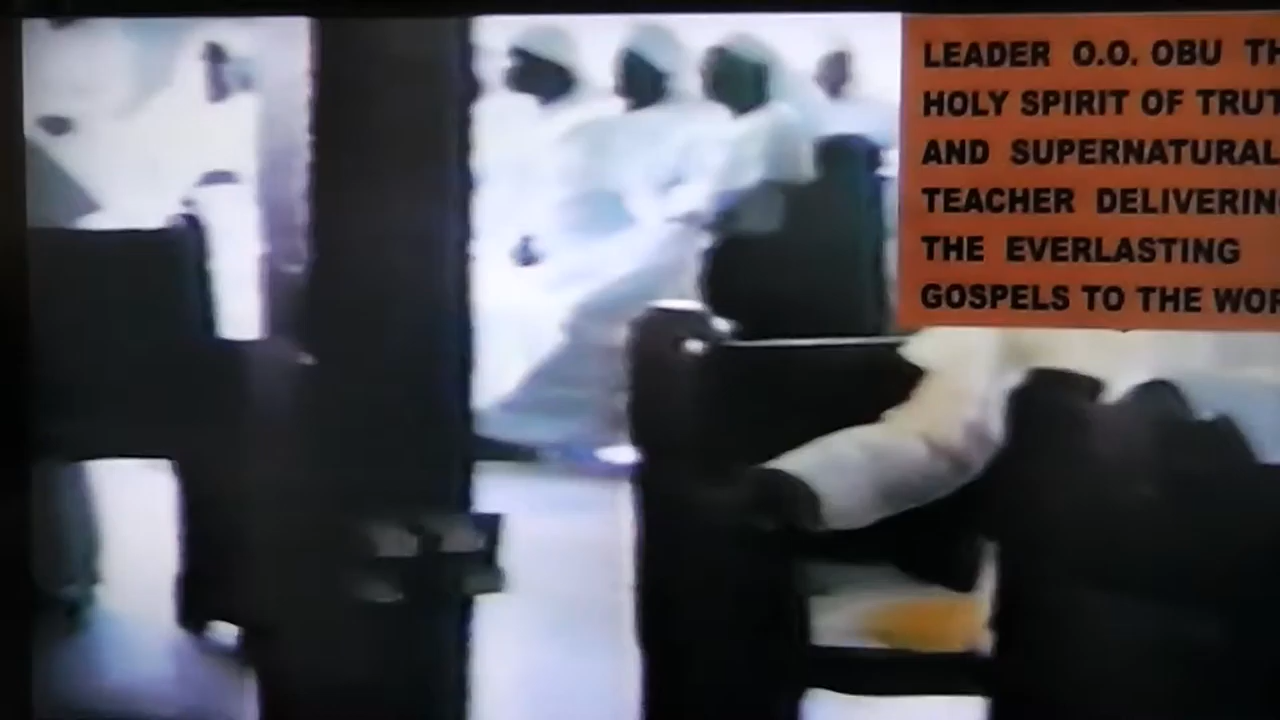 LEADER O.O. OBU TH
HOLY SPIRIT OF TRUT
AND SUPERNATURAL
TEACHER DELIVERIN
THE EVERLASTING
GOSPELS TO THE WOR